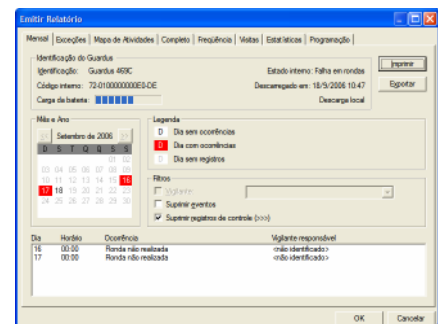 Emitir Relatório
Mensal Exceções Mapa de Atividades Completo Freqüência Visitas Estatísticas Programação
Identificação do Guardus
Identificação: Guardus 469C
Estado interno: Falha em rondas
Código interno: 72-0100000000E0-DE
Descarregado em: 18/9/2006 10:47
Carga da bateria:
Descarga local
Imprimir
Exportar
Mês e Ano
Setembro de 2006
D S T Q Q S S
01 02
03 04 05 06 07 08 09
10 11 12 13 14 15 16
17 18 19 20 21 22 23
24 25 26 27 28 29 30
Legenda
D Dia sem ocorrências
D Dia com ocorrências
D Dia sem registros
Filtros
Vigilante:
Suprimir eventos
Suprimir registros de controle (>>>)
Dia Horário Ocorrência Vigilante responsável
16 00:00 Ronda não realizada <não identificado>
17 00:00 Ronda não realizada <não identificado>
OK Cancelar